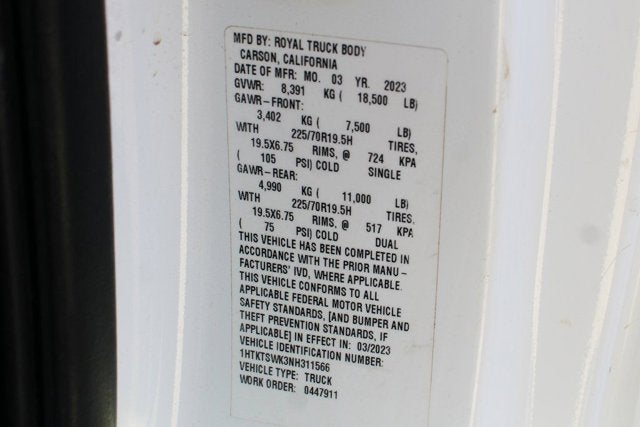 MFD BY: ROYAL TRUCK BODY
CARSON, CALIFORNIA
DATE OF MFR: MO. 03 YR. 2023
GVWR: 8,391 KG ( 18,500 LB)
GAWR-FRONT:
3,402 KG ( 7,500 LB)
WITH 225/70R19.5H TIRES,
19.5X6.75 RIMS, @ 724 KPA
( 105 PSI) COLD SINGLE
GAWR-REAR:
4,990 KG ( 11,000 LB)
WITH 225/70R19.5H TIRES.
19.5X6.75 RIMS, @ 517 KPA
( 75 PSI) COLD DUAL
THIS VEHICLE HAS BEEN COMPLETED IN
ACCORDANCE WITH THE PRIOR MANU-
FACTURERS' IVD, WHERE APPLICABLE.
THIS VEHICLE CONFORMS TO ALL
APPLICABLE FEDERAL MOTOR VEHICLE
SAFETY STANDARDS, [AND BUMPER AND
THEFT PREVENTION STANDARDS, IF
APPLICABLE] IN EFFECT IN: 03/2023
VEHICLE IDENTIFICATION NUMBER:
1HTKTSWK3NH311566
VEHICLE TYPE: TRUCK
WORK ORDER: 0447911